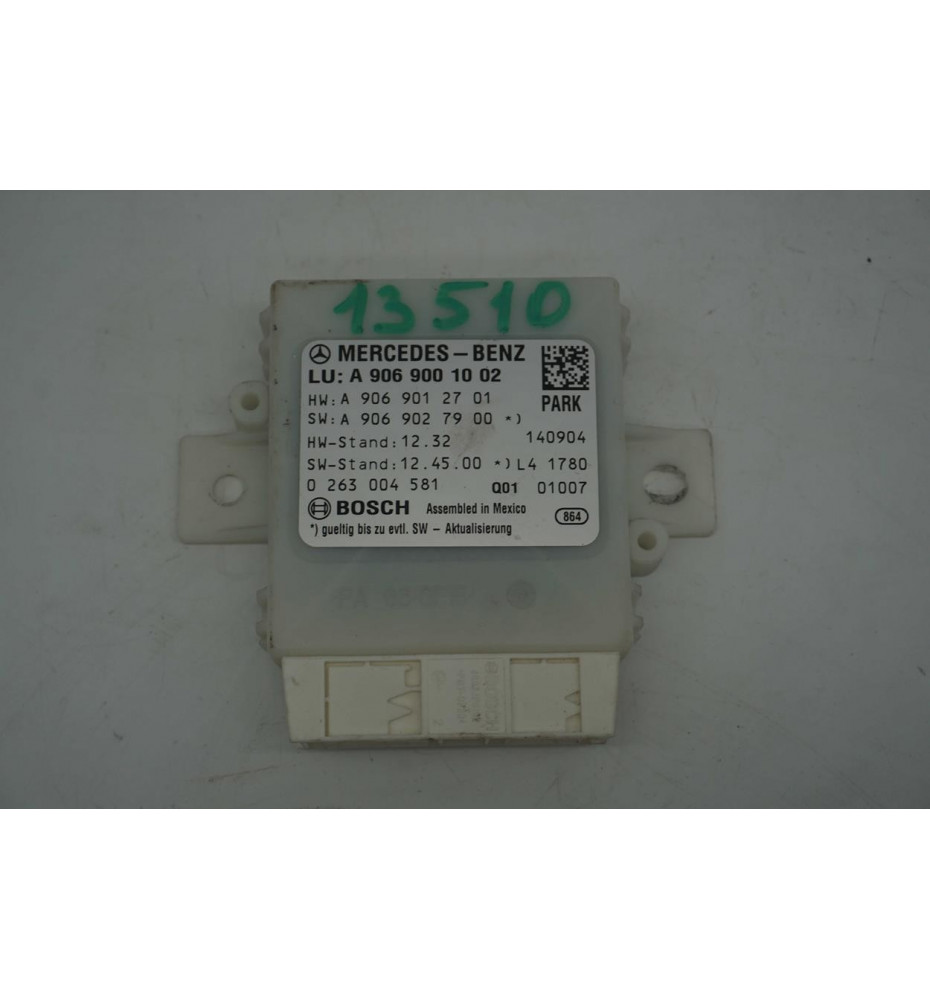 13510
MERCEDES-BENZ
LU: A 906 900 10 02
HW: A 906 901 27 01
PARK
SW: A 906 902 79 00 *)
HW-Stand: 12.32 140904
SW-Stand: 12.45.00 *) L4 1780
0 263 004 581 Q01 01007
BOSCH Assembled in Mexico 864
*) gueltig bis zu evtl. SW - Aktualisierung